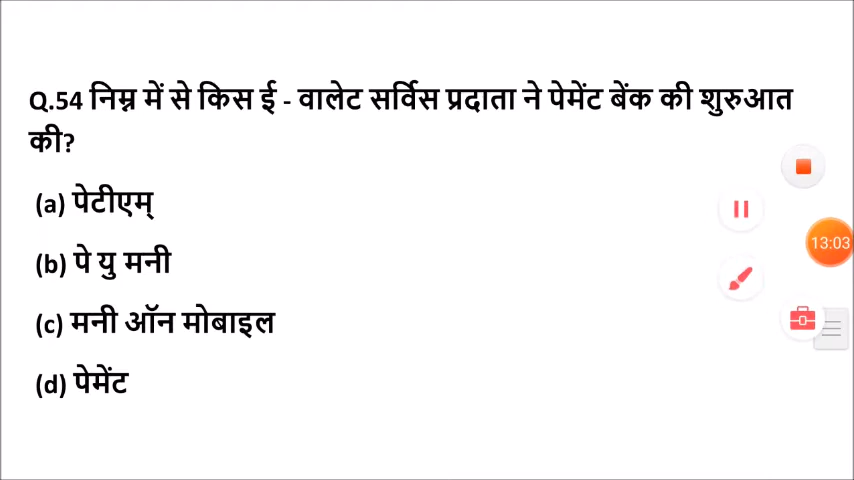 Q.54 निम्न में से किस ई - वालेट सर्विस प्रदाता ने पेमेंट बेंक की शुरुआत
की?
(a) पेटीएम्
(b) पे यु मनी
(c) मनी ऑन मोबाइल
(d) पेमेंट
13:03